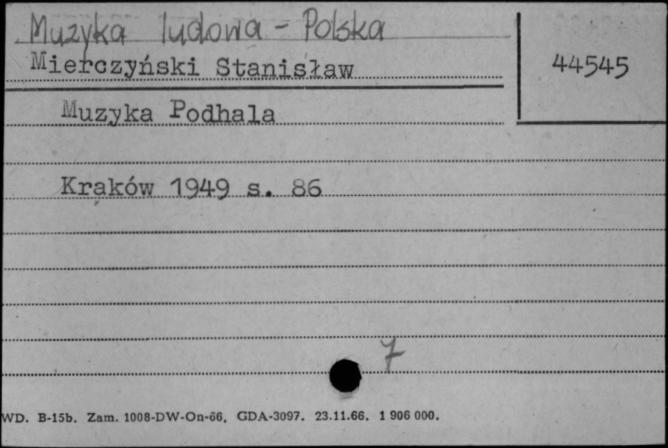 Muzyka ludowa - Polska
Mierczyński Stanisław
44545
Muzyka Podhala
Kraków 1949 s. 86
7
WD. B-15b. Zam. 1008-DW-On-66. GDA-3097. 23.11.66. 1 906 000.